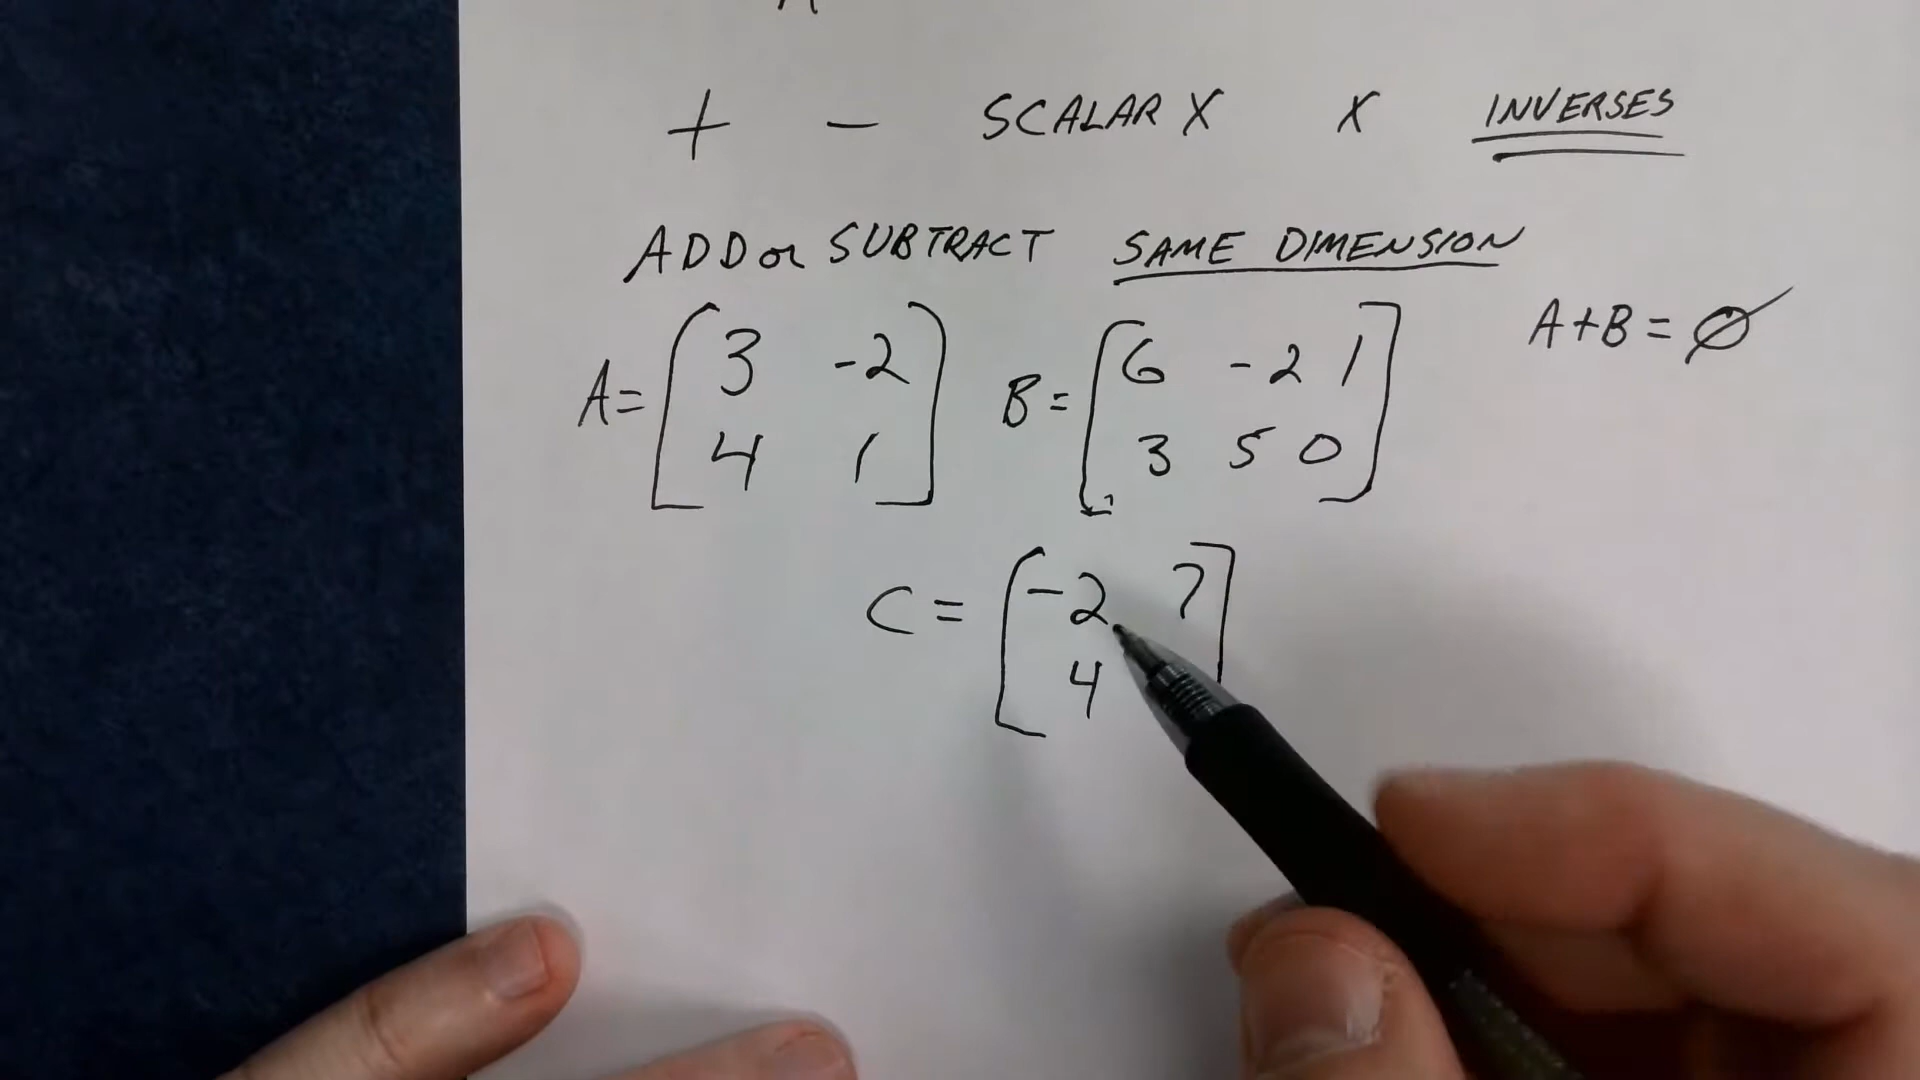 + - SCALAR X X INVERSES
ADD or SUBTRACT SAME DIMENSION
A+B = ∅
A = [3 -2
4 1]
B = [6 -2 1
3 5 0]
C = [-2 7
4 ]